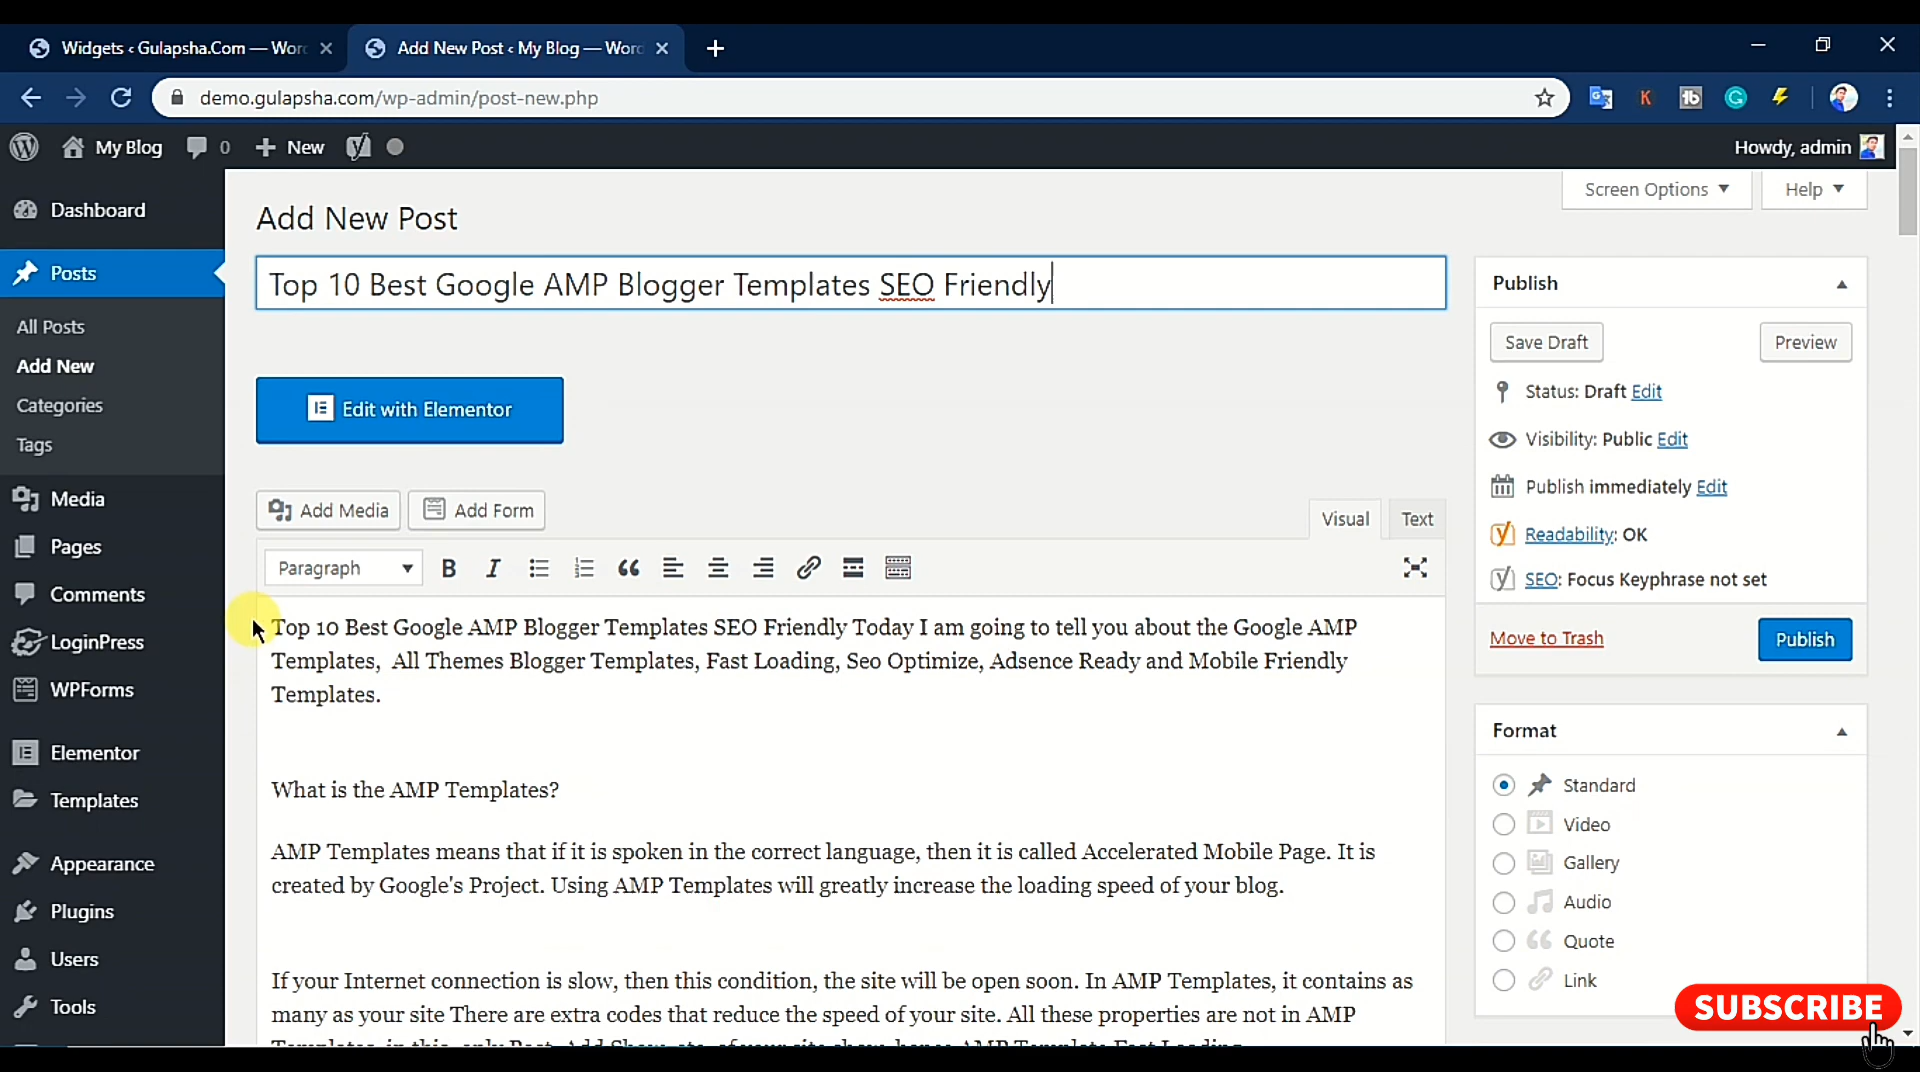 Widgets ‹ Gulapsha.Com — Wor
Add New Post ‹ My Blog — Word
demo.gulapsha.com/wp-admin/post-new.php
My Blog
0
New
Howdy, admin
Screen Options
Help
Dashboard
Posts
All Posts
Add New
Categories
Tags
Media
Pages
Comments
LoginPress
WPForms
Elementor
Templates
Appearance
Plugins
Users
Tools
Add New Post
Top 10 Best Google AMP Blogger Templates SEO Friendly
Edit with Elementor
Add Media
Add Form
Visual
Text
Paragraph
Top 10 Best Google AMP Blogger Templates SEO Friendly Today I am going to tell you about the Google AMP
Templates,  All Themes Blogger Templates, Fast Loading, Seo Optimize, Adsence Ready and Mobile Friendly
Templates.
What is the AMP Templates?
AMP Templates means that if it is spoken in the correct language, then it is called Accelerated Mobile Page. It is
created by Google's Project. Using AMP Templates will greatly increase the loading speed of your blog.
If your Internet connection is slow, then this condition, the site will be open soon. In AMP Templates, it contains as
many as your site There are extra codes that reduce the speed of your site. All these properties are not in AMP
Publish
Save Draft
Preview
Status: Draft Edit
Visibility: Public Edit
Publish immediately Edit
Readability: OK
SEO: Focus Keyphrase not set
Move to Trash
Publish
Format
Standard
Video
Gallery
Audio
Quote
Link
SUBSCRIBE